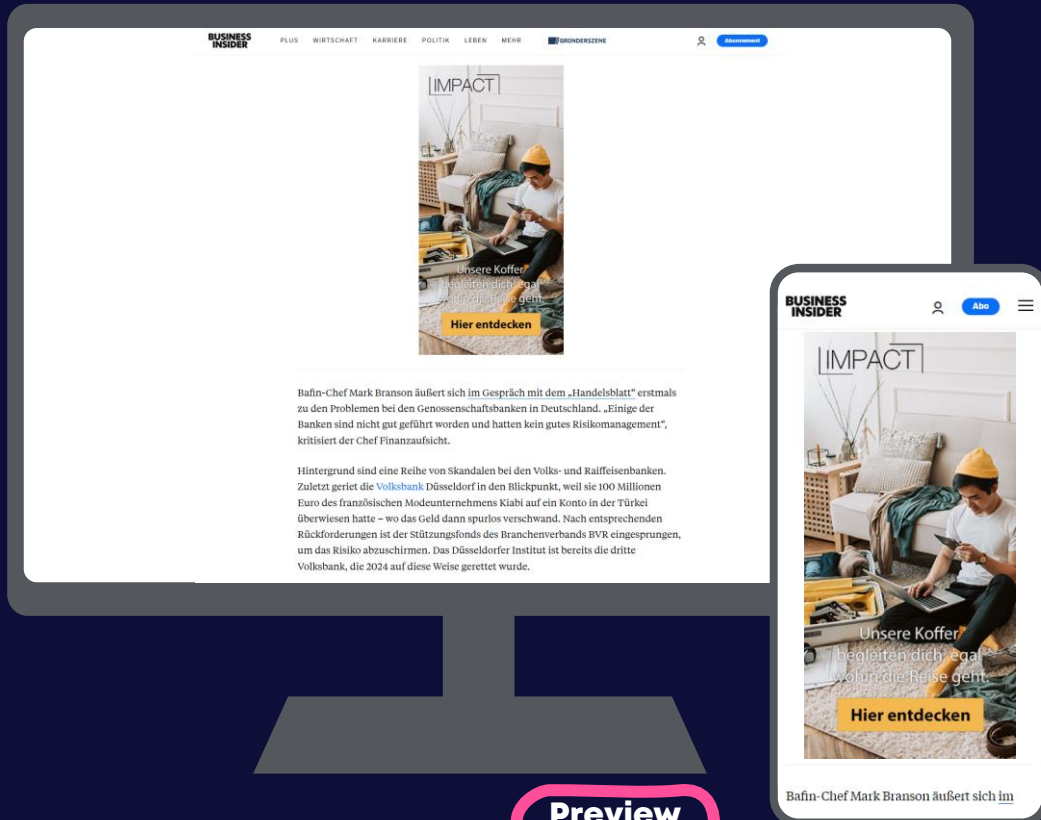 BUSINESS
INSIDER
PLUS WIRTSCHAFT KARRIERE POLITIK LEBEN MEHR GRÜNDERSZENE Abonnement
IMPACT
Unsere Koffer
begleiten dich, egal
wohin die Reise geht.
Hier entdecken
Bafin-Chef Mark Branson äußert sich im Gespräch mit dem „Handelsblatt“ erstmals
zu den Problemen bei den Genossenschaftsbanken in Deutschland. „Einige der
Banken sind nicht gut geführt worden und hatten kein gutes Risikomanagement“,
kritisiert der Chef Finanzaufsicht.
Hintergrund sind eine Reihe von Skandalen bei den Volks- und Raiffeisenbanken.
Zuletzt geriet die Volksbank Düsseldorf in den Blickpunkt, weil sie 100 Millionen
Euro des französischen Modeunternehmens Kiabi auf ein Konto in der Türkei
überwiesen hatte – wo das Geld dann spurlos verschwand. Nach entsprechenden
Rückforderungen ist der Stützungsfonds des Branchenverbands BVR eingesprungen,
um das Risiko abzuschirmen. Das Düsseldorfer Institut ist bereits die dritte
Volksbank, die 2024 auf diese Weise gerettet wurde.
BUSINESS
INSIDER
Abo
IMPACT
Unsere Koffer
begleiten dich, egal
wohin die Reise geht.
Hier entdecken
Bafin-Chef Mark Branson äußert sich im
Preview